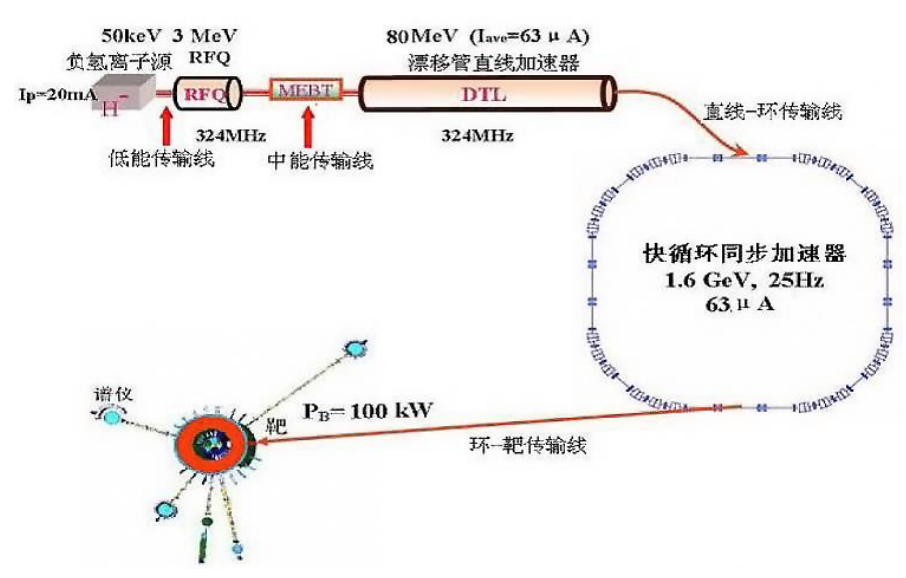 50keV 3 MeV
RFQ
80MeV (Iave=63 μ A)
负氢离子源
漂移管直线加速器
Ip=20mA
H-
RFQ
MEBT
DTL
324MHz
324MHz
低能传输线
中能传输线
直线-环传输线
快循环同步加速器
1.6 GeV, 25Hz
63 μ A
谱仪
靶
PB= 100 kW
环-靶传输线